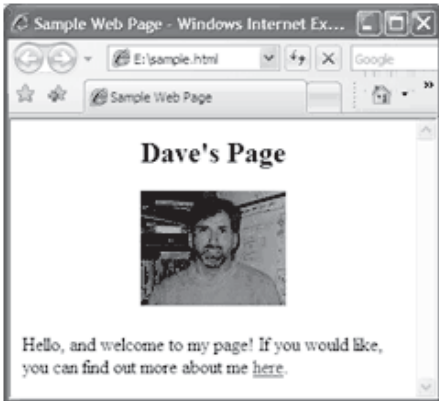 Sample Web Page - Windows Internet Ex...
E:\sample.html
Google
Sample Web Page
»
Dave's Page
Hello, and welcome to my page! If you would like,
you can find out more about me here.